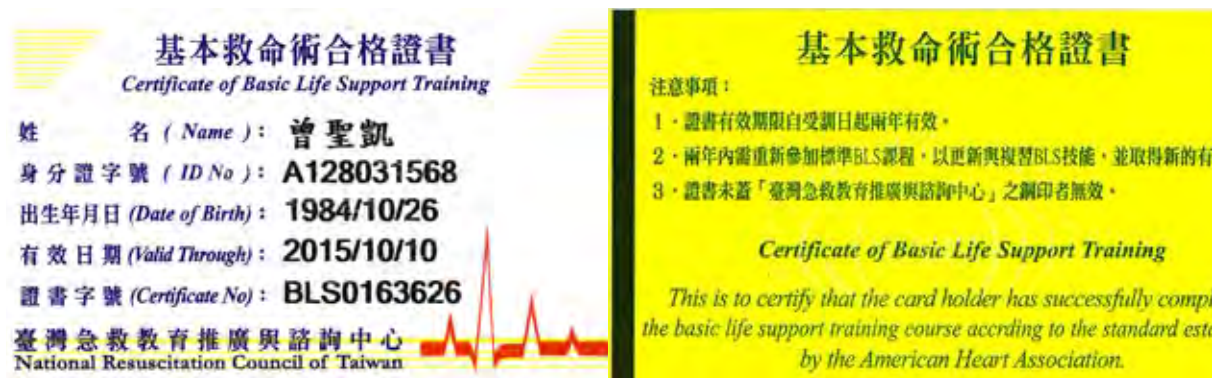 基本救命術合格證書
Certificate of Basic Life Support Training
姓 名 ( Name ): 曾聖凱
身分證字號 ( ID No ): A128031568
出生年月日 (Date of Birth): 1984/10/26
有效日期 (Valid Through): 2015/10/10
證書字號 (Certificate No): BLS0163626
臺灣急救教育推廣與諮詢中心
National Resuscitation Council of Taiwan
基本救命術合格證書
注意事項：
1・證書有效期限自受訓日起兩年有效。
2・兩年內需重新參加標準BLS課程，以更新與複習BLS技能，並取得新的有
3・證書未蓋「臺灣急救教育推廣與諮詢中心」之鋼印者無效。
Certificate of Basic Life Support Training
This is to certify that the card holder has successfully compl
the basic life support training course accrding to the standard esta
by the American Heart Association.